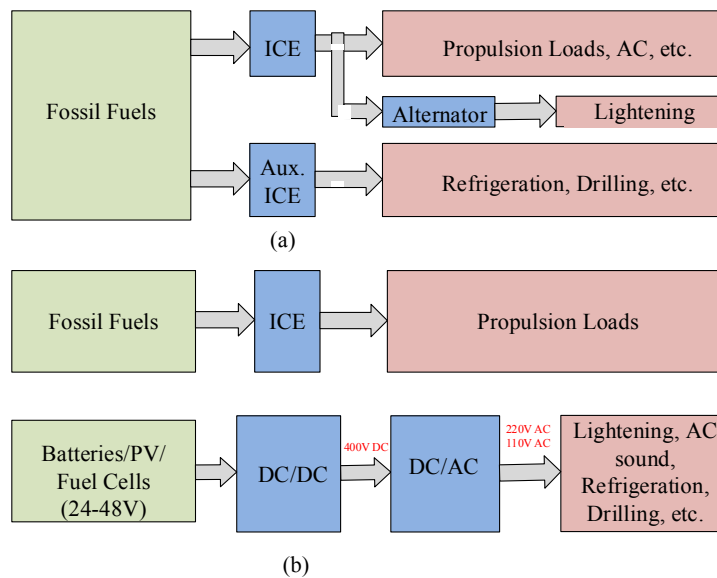 ICE
Propulsion Loads, AC, etc.
Fossil Fuels
Alternator
Lightening
Aux.
ICE
Refrigeration, Drilling, etc.
(a)
Fossil Fuels
ICE
Propulsion Loads
Batteries/PV/
Fuel Cells
(24-48V)
DC/DC
400V DC
DC/AC
220V AC
110V AC
Lightening, AC,
sound,
Refrigeration,
Drilling, etc.
(b)